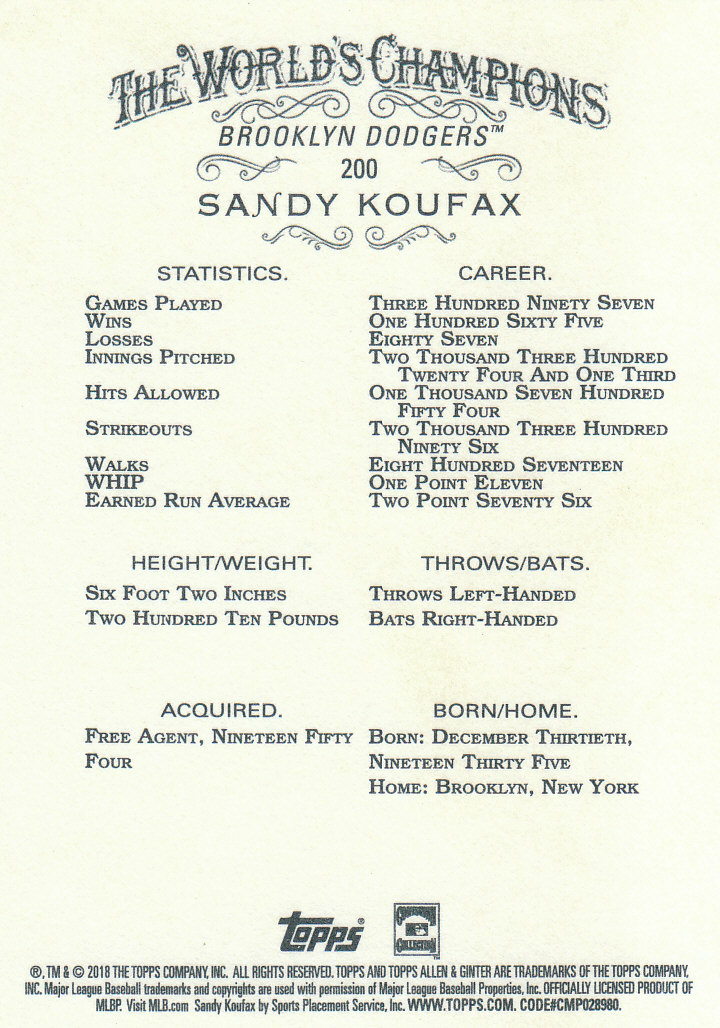 THE WORLD'S CHAMPIONS
BROOKLYN DODGERS™
200
SANDY KOUFAX
STATISTICS. CAREER.
GAMES PLAYED THREE HUNDRED NINETY SEVEN
WINS ONE HUNDRED SIXTY FIVE
LOSSES EIGHTY SEVEN
INNINGS PITCHED TWO THOUSAND THREE HUNDRED
TWENTY FOUR AND ONE THIRD
HITS ALLOWED ONE THOUSAND SEVEN HUNDRED
FIFTY FOUR
STRIKEOUTS TWO THOUSAND THREE HUNDRED
NINETY SIX
WALKS EIGHT HUNDRED SEVENTEEN
WHIP ONE POINT ELEVEN
EARNED RUN AVERAGE TWO POINT SEVENTY SIX
HEIGHT/WEIGHT. THROWS/BATS.
SIX FOOT TWO INCHES THROWS LEFT-HANDED
TWO HUNDRED TEN POUNDS BATS RIGHT-HANDED
ACQUIRED. BORN/HOME.
FREE AGENT, NINETEEN FIFTY BORN: DECEMBER THIRTIETH,
FOUR NINETEEN THIRTY FIVE
HOME: BROOKLYN, NEW YORK
topps®
COOPERSTOWN
COLLECTION
®, TM & © 2018 THE TOPPS COMPANY, INC. ALL RIGHTS RESERVED. TOPPS AND TOPPS ALLEN & GINTER ARE TRADEMARKS OF THE TOPPS COMPANY,
INC. Major League Baseball trademarks and copyrights are used with permission of Major League Baseball Properties, Inc. OFFICIALLY LICENSED PRODUCT OF
MLBP. Visit MLB.com Sandy Koufax by Sports Placement Service, Inc. WWW.TOPPS.COM. CODE#CMP028980.